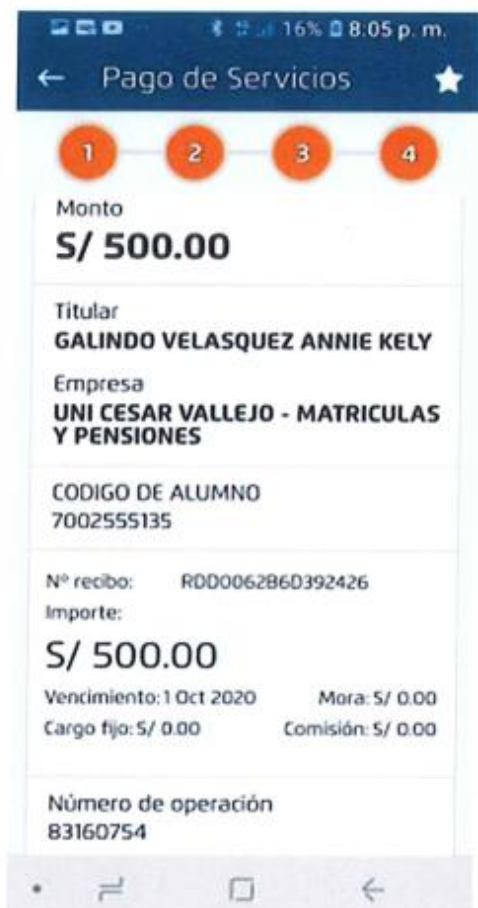 16% 8:05 p. m.
Pago de Servicios
1 2 3 4
Monto
S/ 500.00
Titular
GALINDO VELASQUEZ ANNIE KELY
Empresa
UNI CESAR VALLEJO - MATRICULAS
Y PENSIONES
CODIGO DE ALUMNO
7002555135
Nº recibo: RDD0062B6D392426
Importe:
S/ 500.00
Vencimiento: 1 Oct 2020 Mora: S/ 0.00
Cargo fijo: S/ 0.00 Comisión: S/ 0.00
Número de operación
83160754